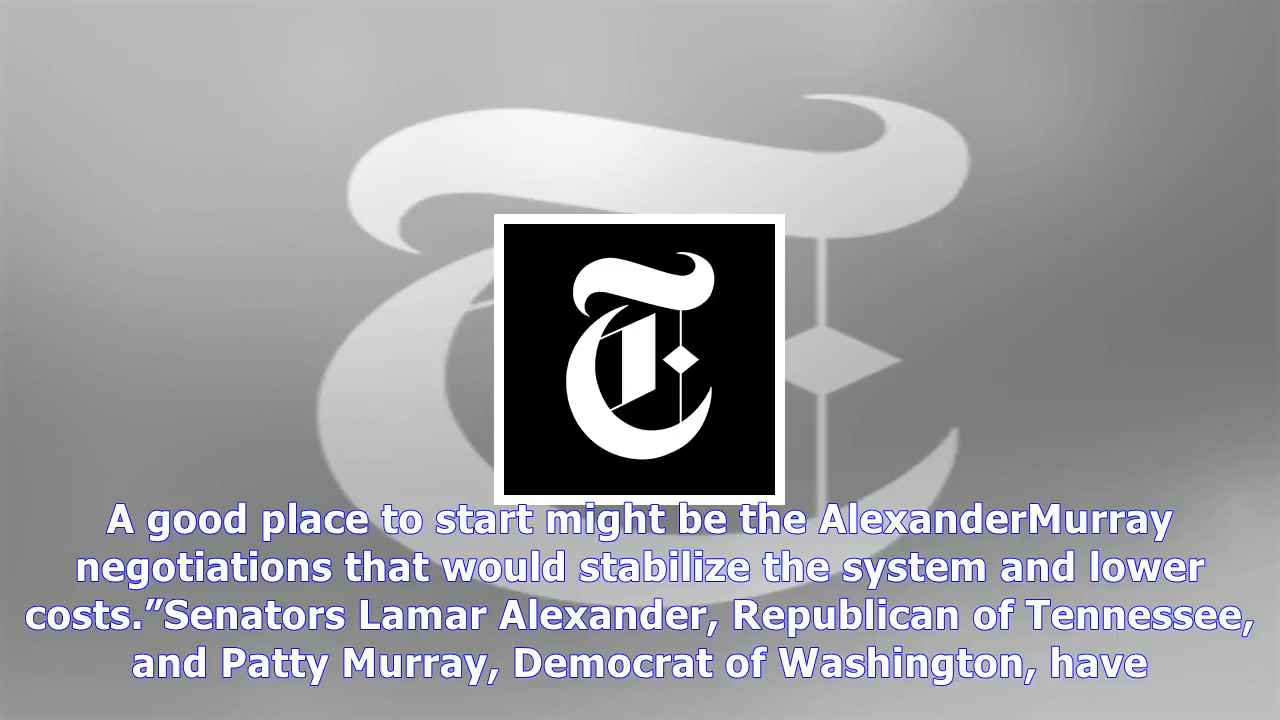 A good place to start might be the AlexanderMurray
negotiations that would stabilize the system and lower
costs.”Senators Lamar Alexander, Republican of Tennessee,
and Patty Murray, Democrat of Washington, have